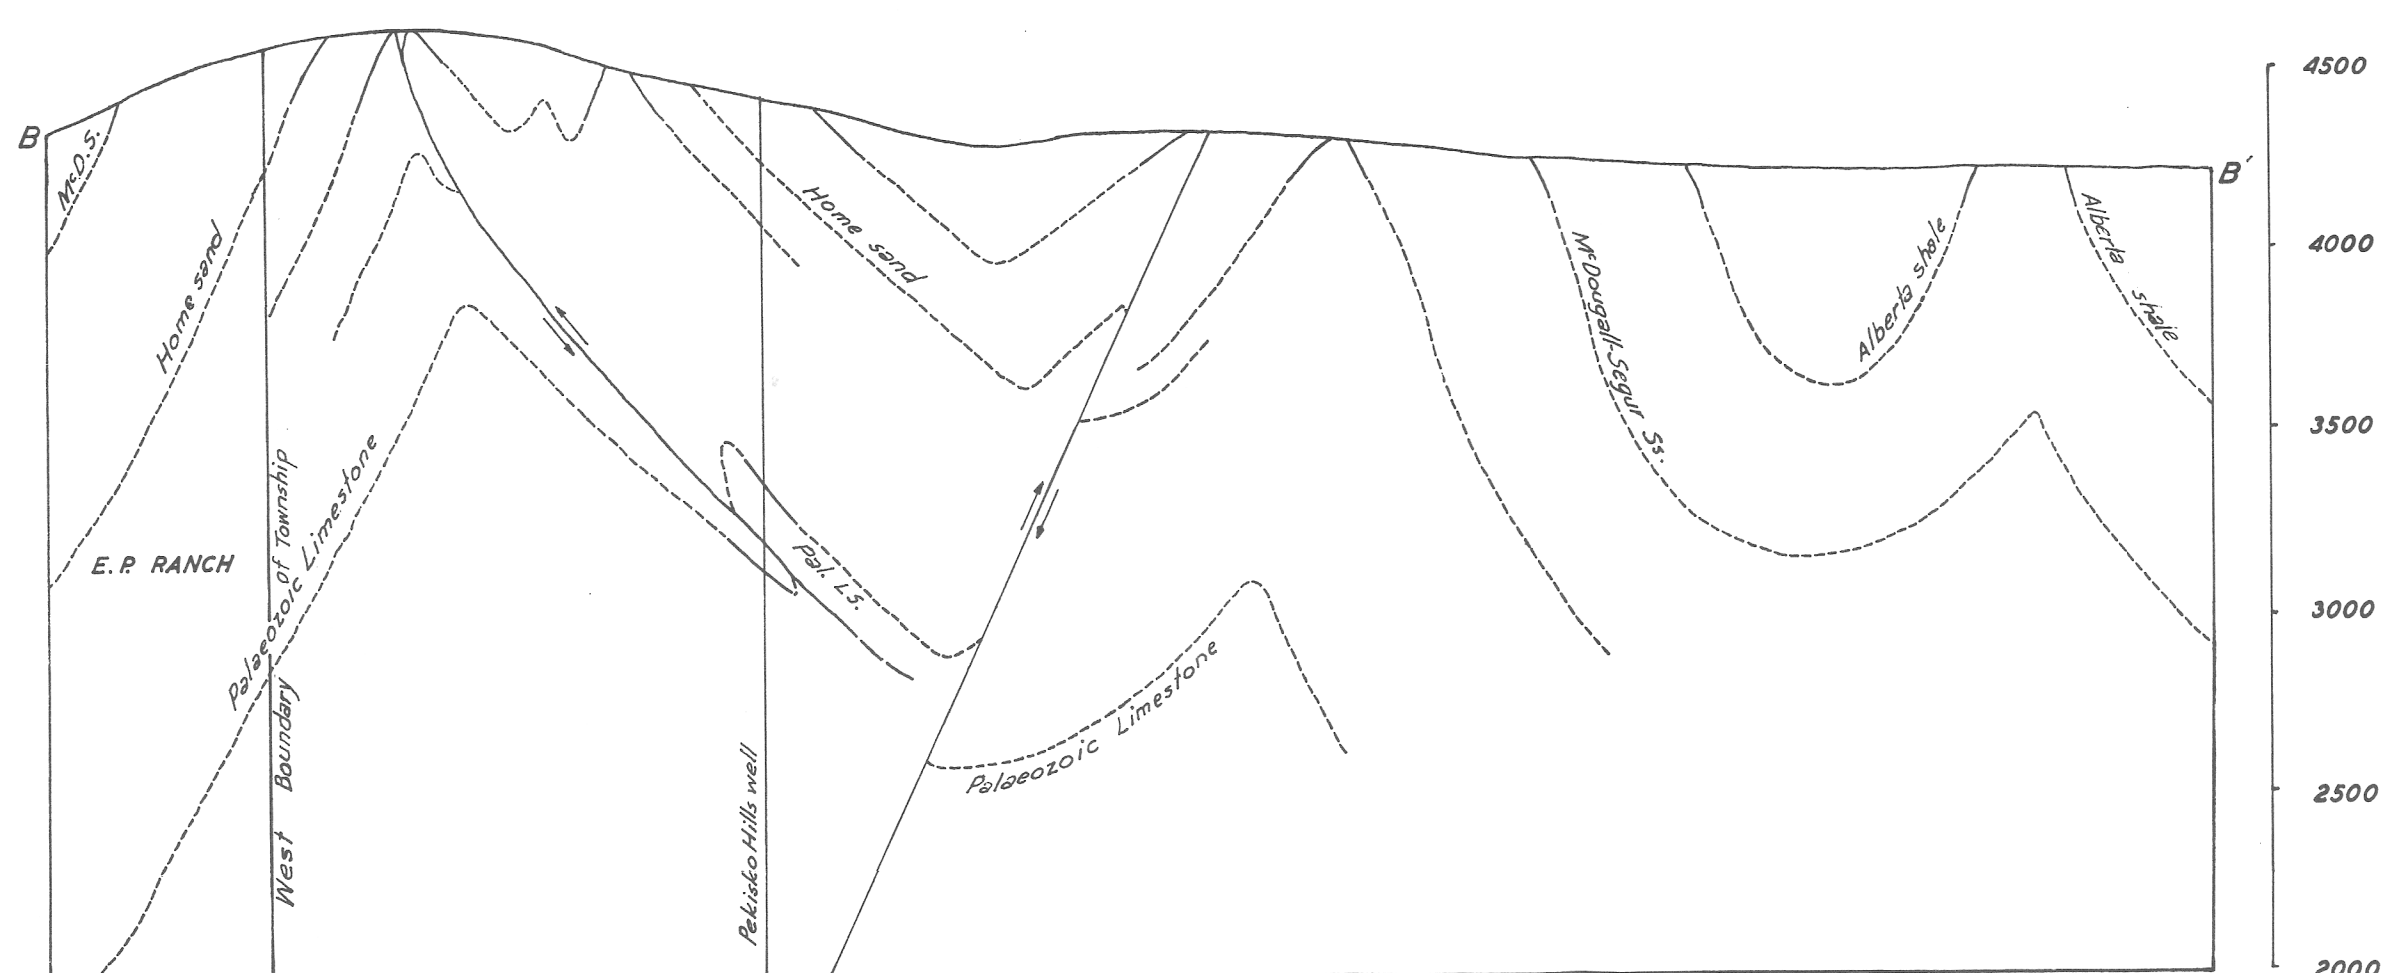 4500
B
B'
McD.S.
Home sand
Home sand
McDougall-Segur Ss.
Alberta shale
Alberta shale
4000
3500
E.P. RANCH
West Boundary of Township
Palaeozoic Limestone
Pal. Ls.
3000
Palaeozoic Limestone
Pekisko Hills well
2500
2000